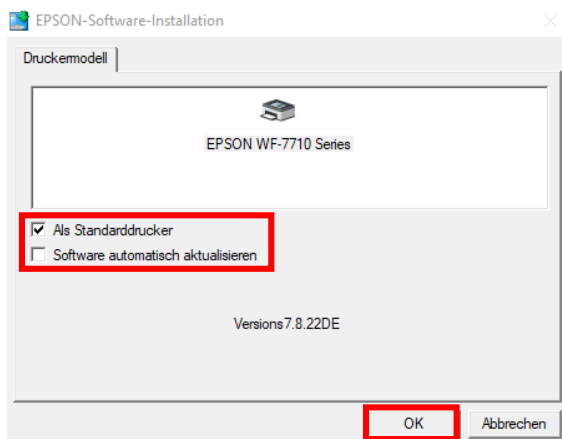 EPSON-Software-Installation
Druckermodell
EPSON WF-7710 Series
Als Standarddrucker
Software automatisch aktualisieren
Versions7.8.22DE
OK Abbrechen